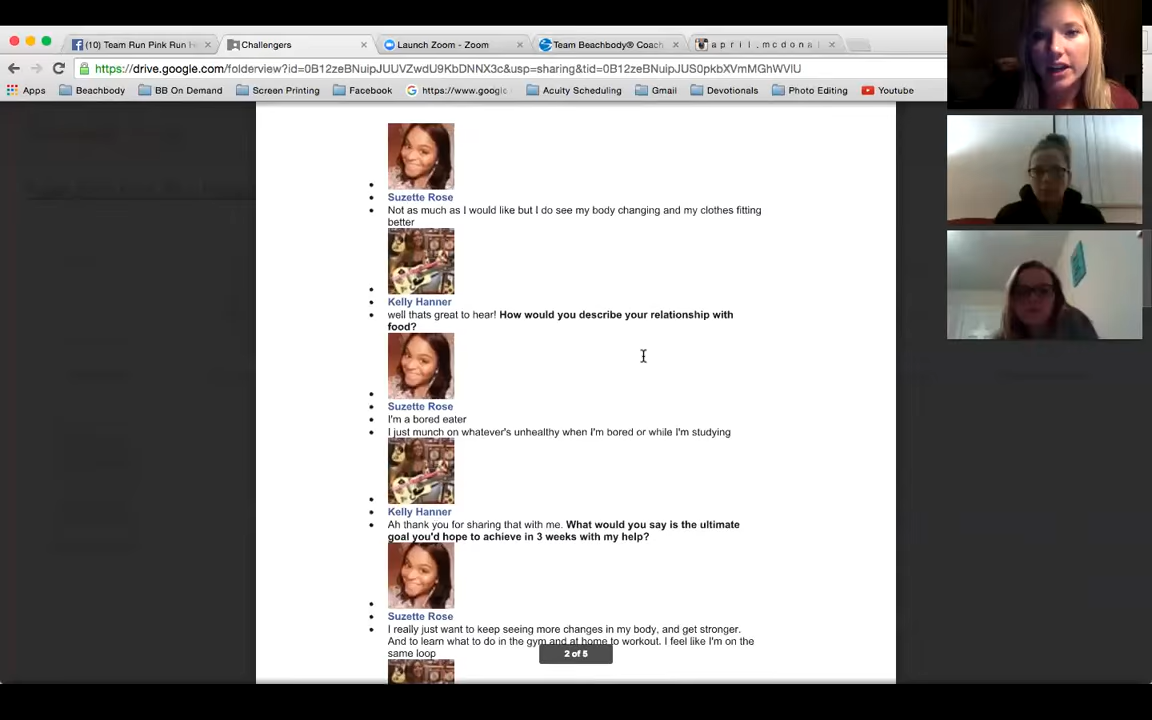 (10) Team Run Pink Run H
Challengers
Launch Zoom - Zoom
Team Beachbody® Coach
april.mcdonal
https://drive.google.com/folderview?id=0B12zeBNuipJUUVZwdU9KbDNNX3c&usp=sharing&tid=0B12zeBNuipJUS0pkbXVmMGhWVlU
Apps
Beachbody
BB On Demand
Screen Printing
Facebook
https://www.googlc
Acuity Scheduling
Gmail
Devotionals
Photo Editing
Youtube
Suzette Rose
Not as much as I would like but I do see my body changing and my clothes fitting
better
Kelly Hanner
well thats great to hear! How would you describe your relationship with
food?
Suzette Rose
I'm a bored eater
I just munch on whatever's unhealthy when I'm bored or while I'm studying
Kelly Hanner
Ah thank you for sharing that with me. What would you say is the ultimate
goal you'd hope to achieve in 3 weeks with my help?
Suzette Rose
I really just want to keep seeing more changes in my body, and get stronger.
And to learn what to do in the gym and at home to workout. I feel like I'm on the
same loop
2 of 5